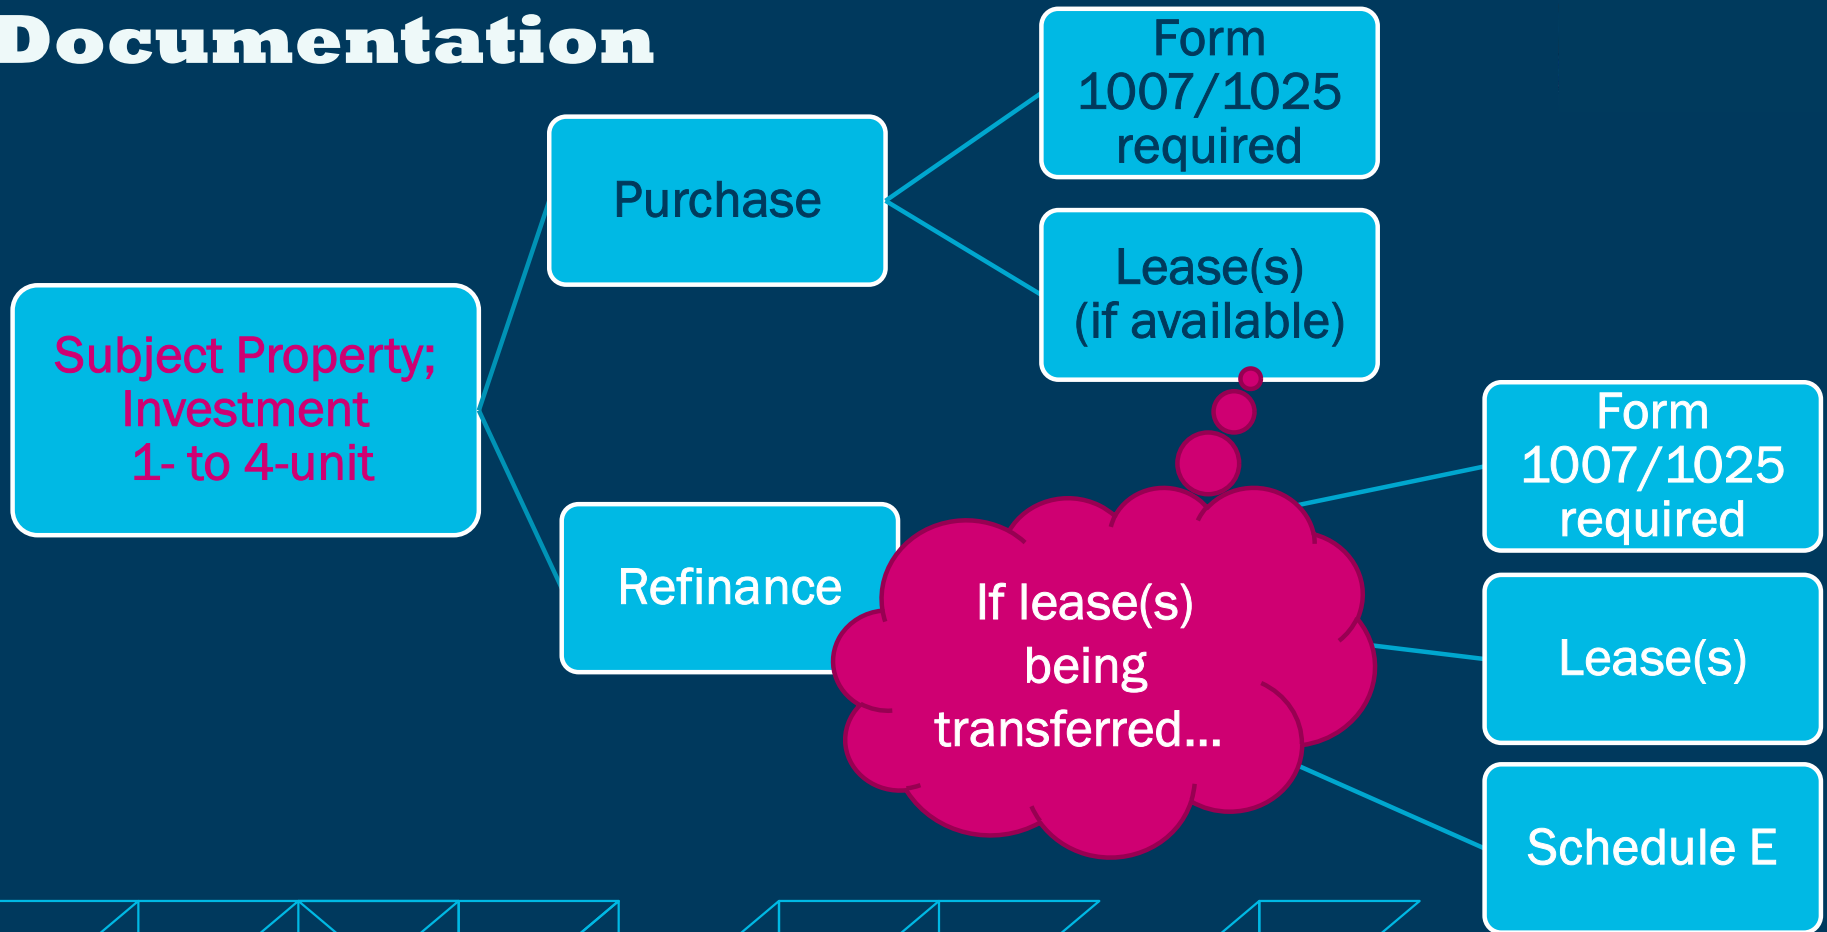 Documentation
Subject Property;
Investment
1- to 4-unit
Purchase
Form
1007/1025
required
Lease(s)
(if available)
Refinance
If lease(s)
being
transferred...
Form
1007/1025
required
Lease(s)
Schedule E